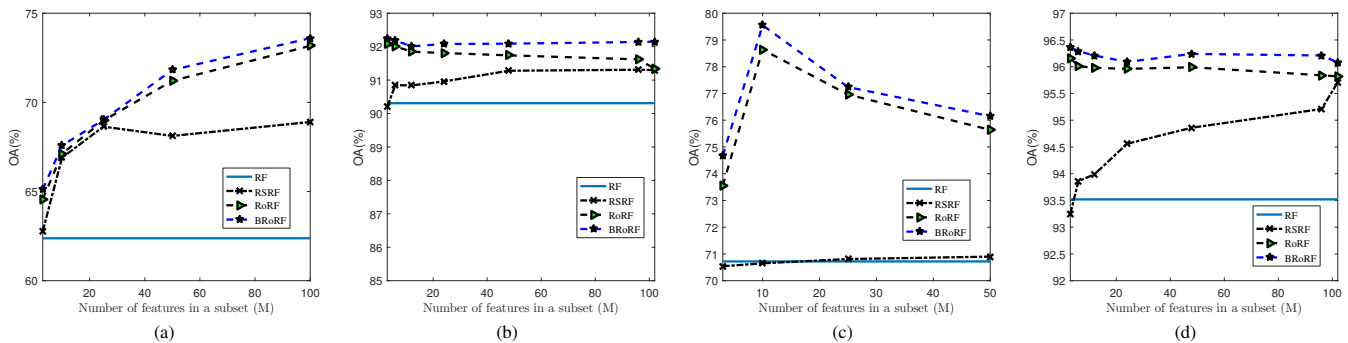 75
70
65
60
OA(%)
20 40 60 80 100
Number of features in a subset (M)
RF
RSRF
RoRF
BRoRF
(a)
93
92
91
90
89
88
87
86
85
OA(%)
20 40 60 80 100
Number of features in a subset (M)
RF
RSRF
RoRF
BRoRF
(b)
80
79
78
77
76
75
74
73
72
71
70
OA(%)
10 20 30 40 50
Number of features in a subset (M)
RF
RSRF
RoRF
BRoRF
(c)
97
96.5
96
95.5
95
94.5
94
93.5
93
92.5
92
OA(%)
20 40 60 80 100
Number of features in a subset (M)
RF
RSRF
RoRF
BRoRF
(d)